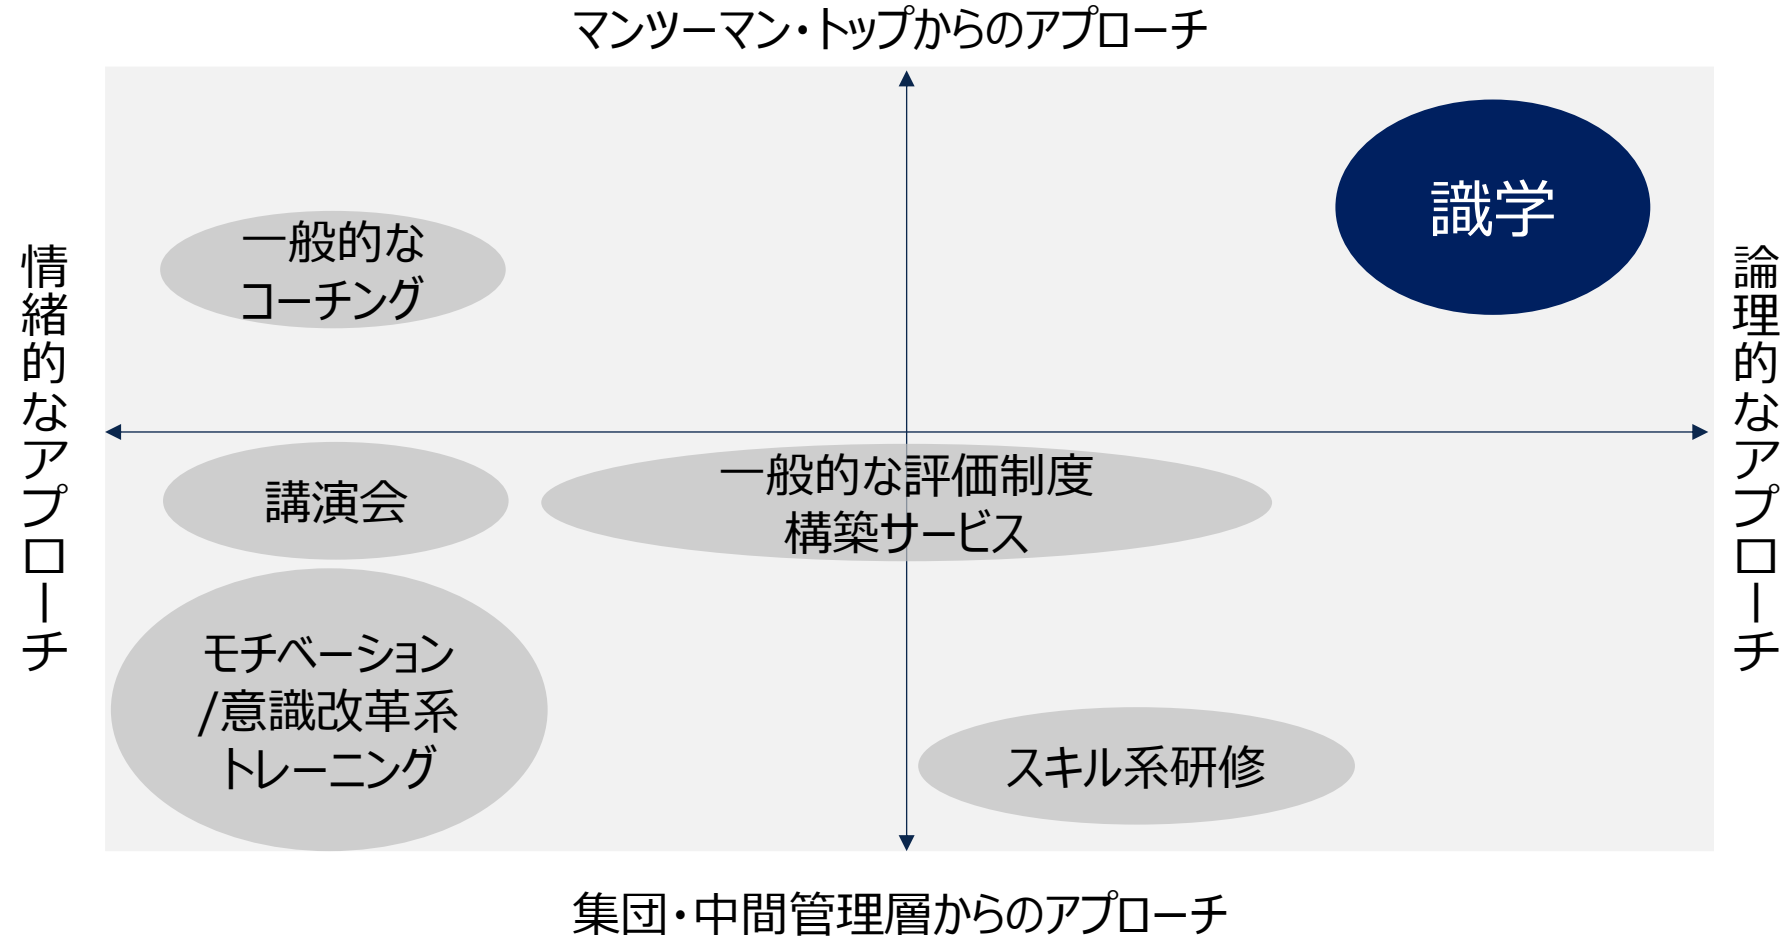 マンツーマン・トップからのアプローチ
識学
一般的な
コーチング
情緒的なアプローチ
論理的なアプローチ
講演会
一般的な評価制度
構築サービス
モチベーション
/意識改革系
トレーニング
スキル系研修
集団・中間管理層からのアプローチ